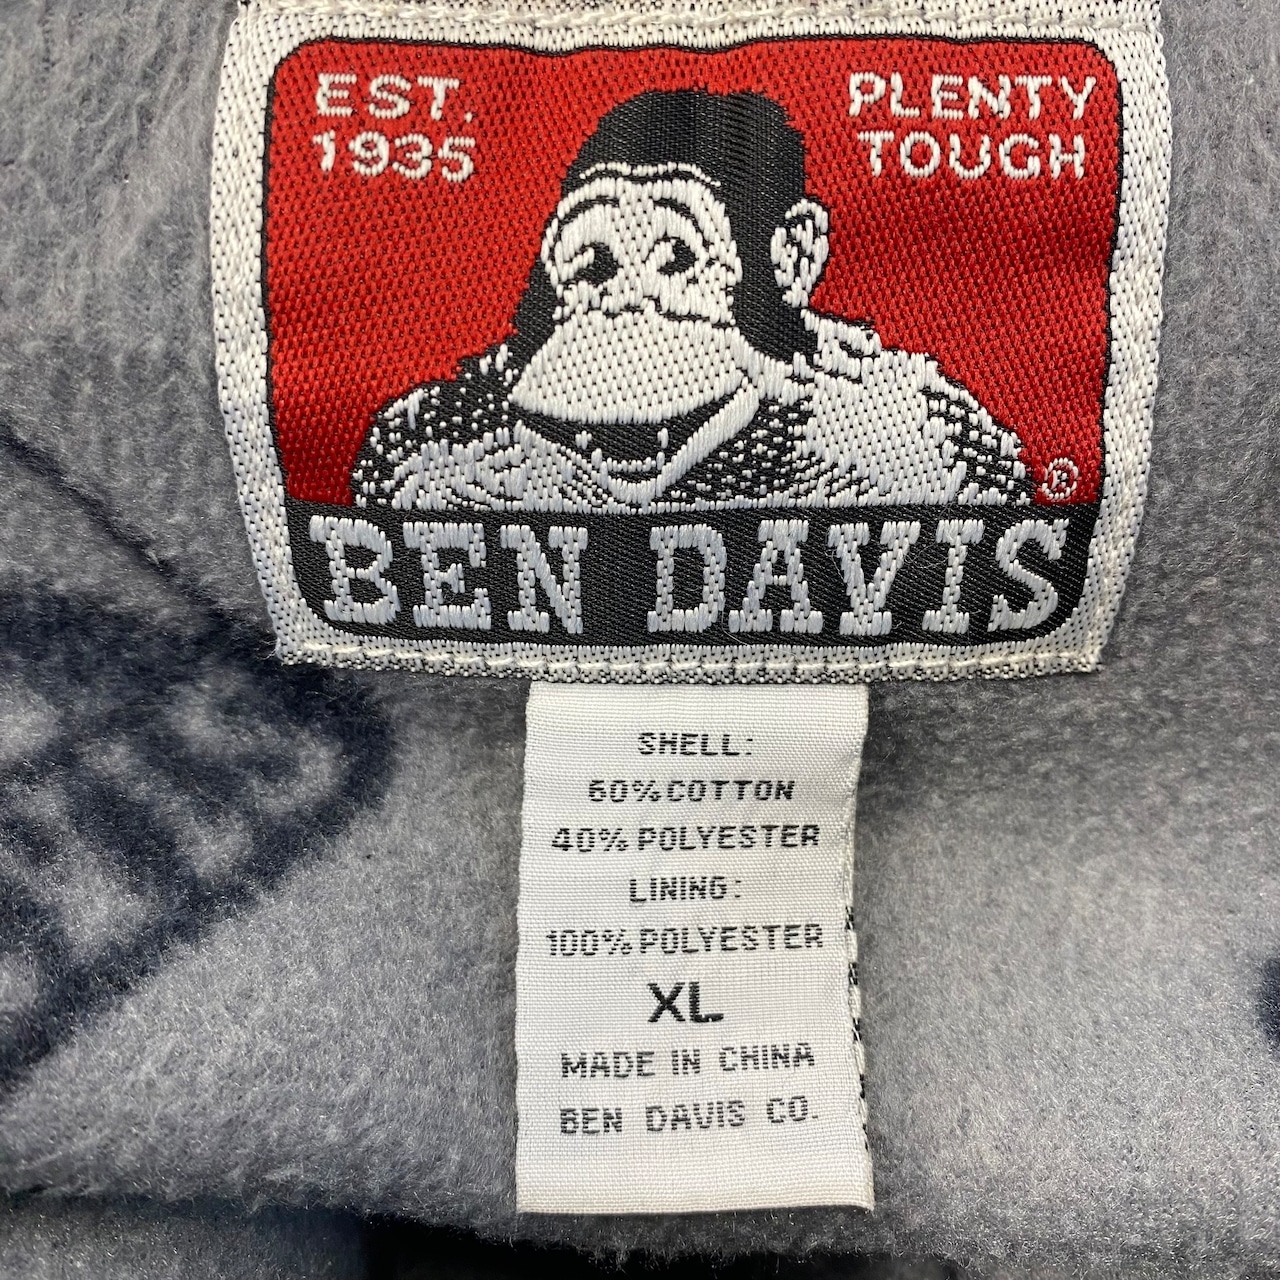 EST.
1935
PLENTY
TOUGH
®
BEN DAVIS
SHELL:
60% COTTON
40% POLYESTER
LINING:
100% POLYESTER
XL
MADE IN CHINA
BEN DAVIS CO.